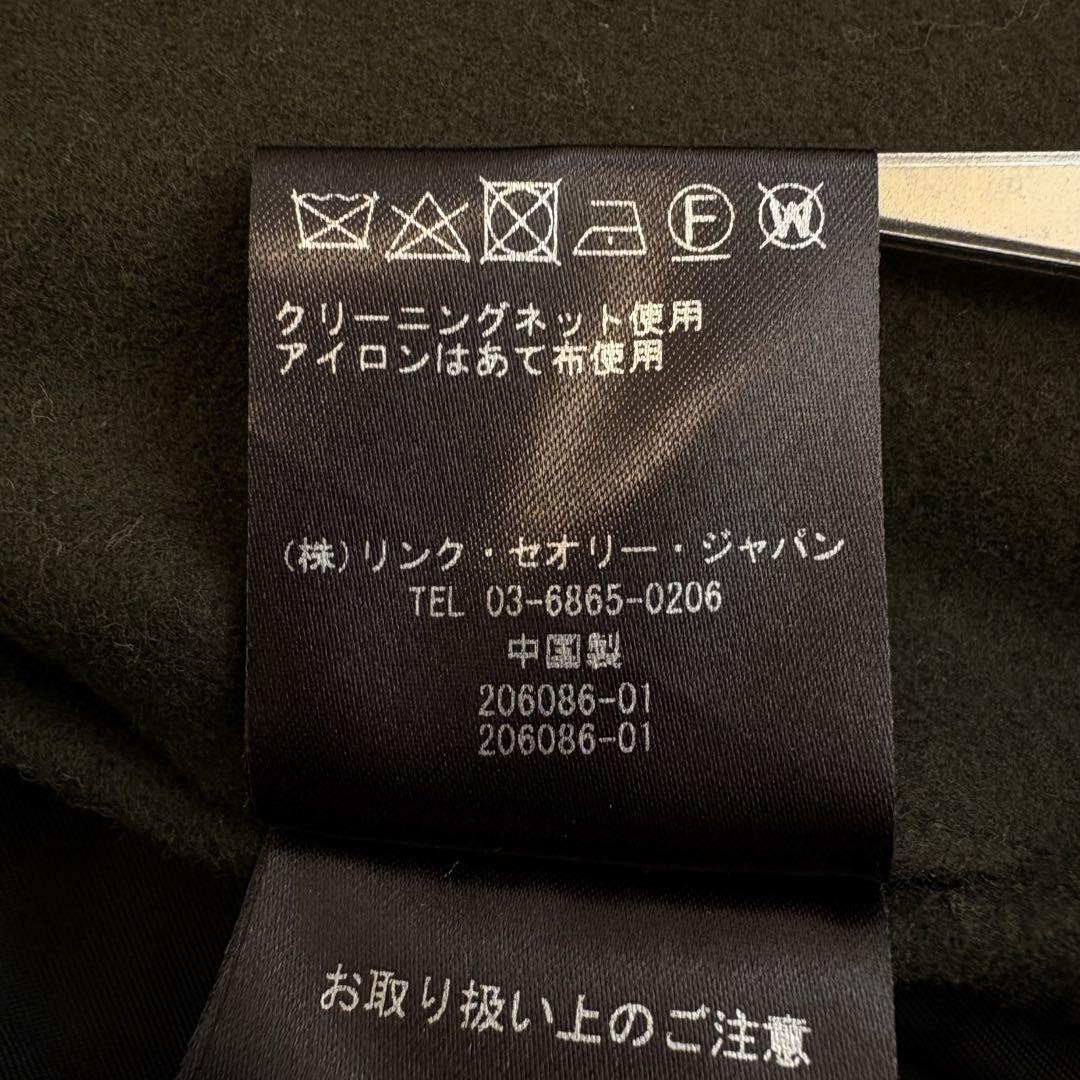 F W
クリーニングネット使用
アイロンはあて布使用
(株)リンク・セオリー・ジャパン
TEL 03-6865-0206
中国製
206086-01
206086-01
お取り扱い上のご注意